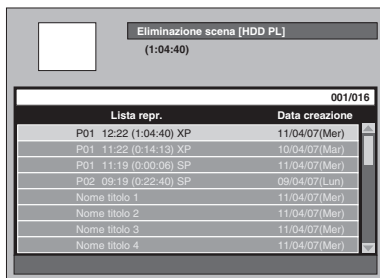 Eliminazione scena [HDD PL]
(1:04:40)
001/016
Lista repr. Data creazione
P01 12:22 (1:04:40) XP 11/04/07(Mer)
P01 11:22 (0:14:13) XP 10/04/07(Mar)
P01 11:19 (0:00:06) SP 11/04/07(Mer)
P02 09:19 (0:22:40) SP 09/04/07(Lun)
Nome titolo 1 11/04/07(Mer)
Nome titolo 2 11/04/07(Mer)
Nome titolo 3 11/04/07(Mer)
Nome titolo 4 11/04/07(Mer)